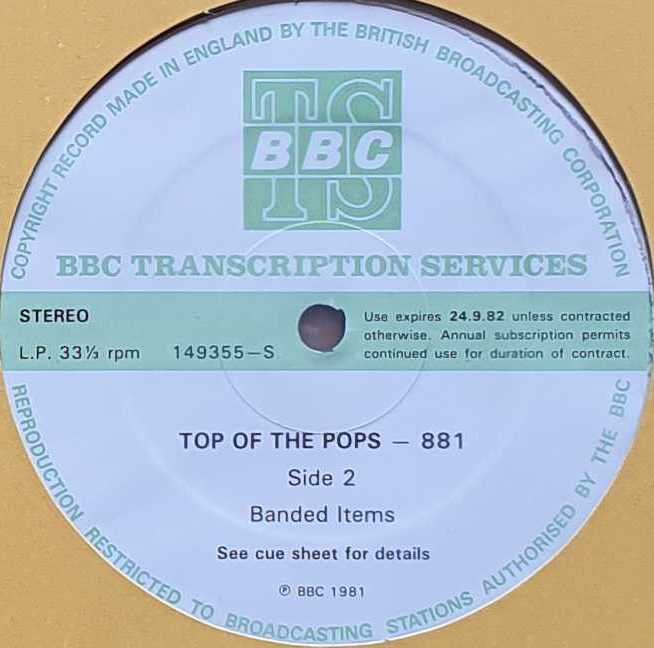 COPYRIGHT RECORD MADE IN ENGLAND BY THE BRITISH BROADCASTING CORPORATION
TS
BBC
BBC TRANSCRIPTION SERVICES
STEREO
L.P. 33⅓ rpm 149355–S
Use expires 24.9.82 unless contracted
otherwise. Annual subscription permits
continued use for duration of contract.
TOP OF THE POPS – 881
Side 2
Banded Items
See cue sheet for details
℗ BBC 1981
REPRODUCTION RESTRICTED TO BROADCASTING STATIONS AUTHORISED BY THE BBC